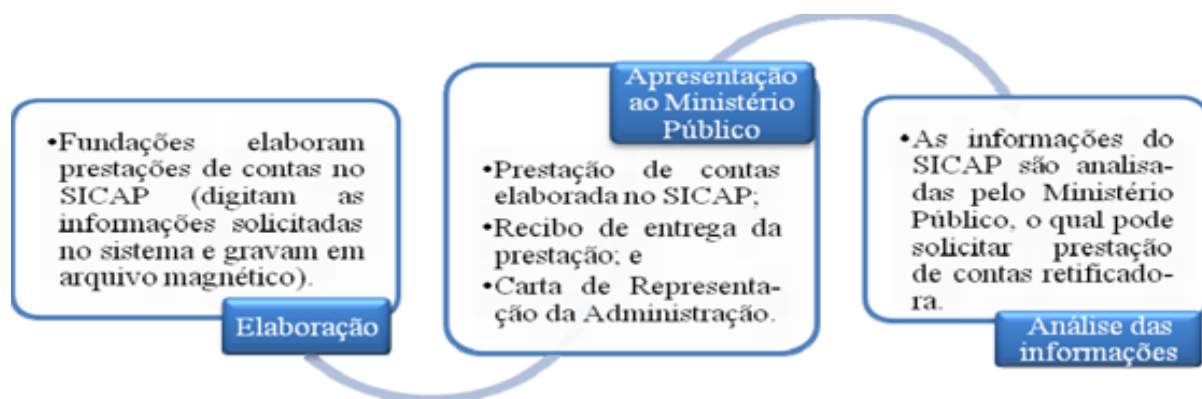 •Fundações elaboram
prestações de contas no
SICAP (digitam as
informações solicitadas
no sistema e gravam em
arquivo magnético).
Elaboração
Apresentação
ao Ministério
Público
•Prestação de contas
elaborada no SICAP;
•Recibo de entrega da
prestação; e
•Carta de Representa-
ção da Administração.
•As informações do
SICAP são analisa-
das pelo Ministério
Público, o qual pode
solicitar prestação
de contas retificado-
ra.
Análise das
informações